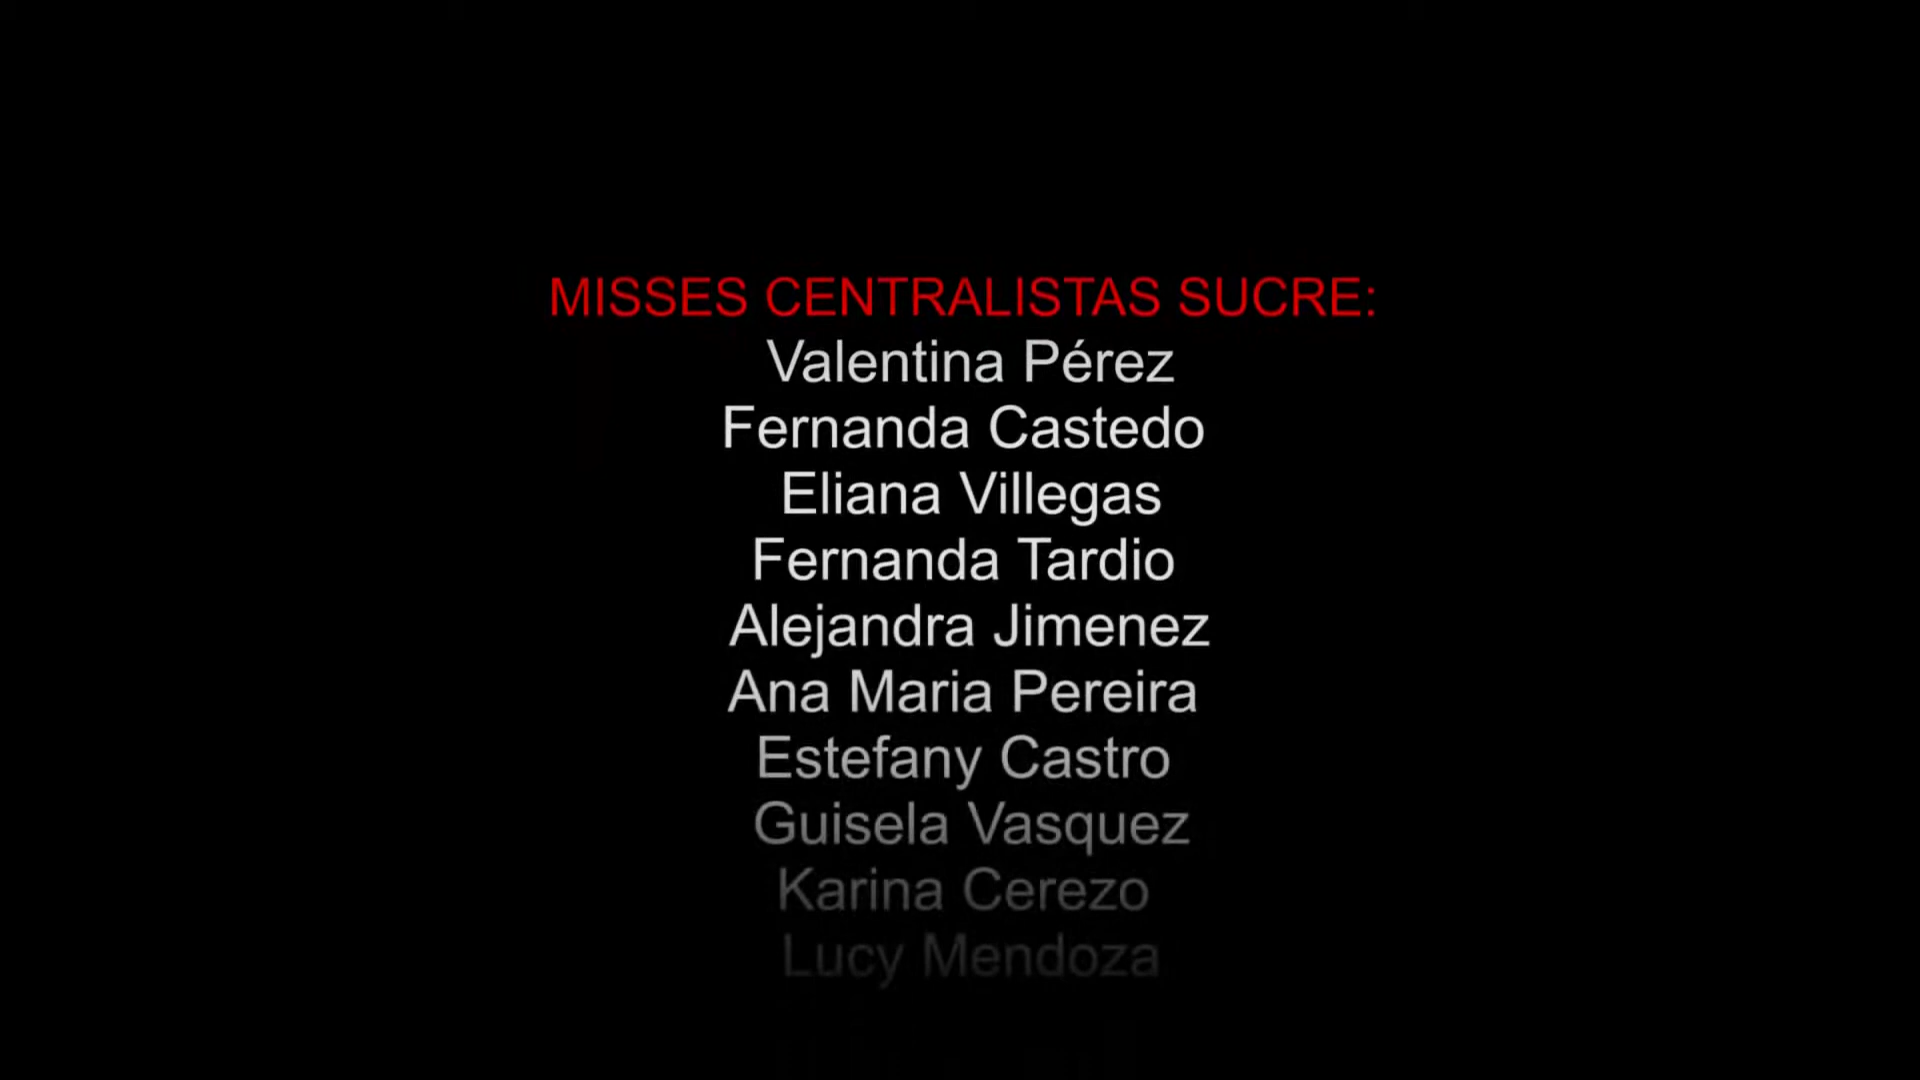 MISSES CENTRALISTAS SUCRE:
Valentina Pérez
Fernanda Castedo
Eliana Villegas
Fernanda Tardio
Alejandra Jimenez
Ana Maria Pereira
Estefany Castro
Guisela Vasquez
Karina Cerezo
Lucy Mendoza